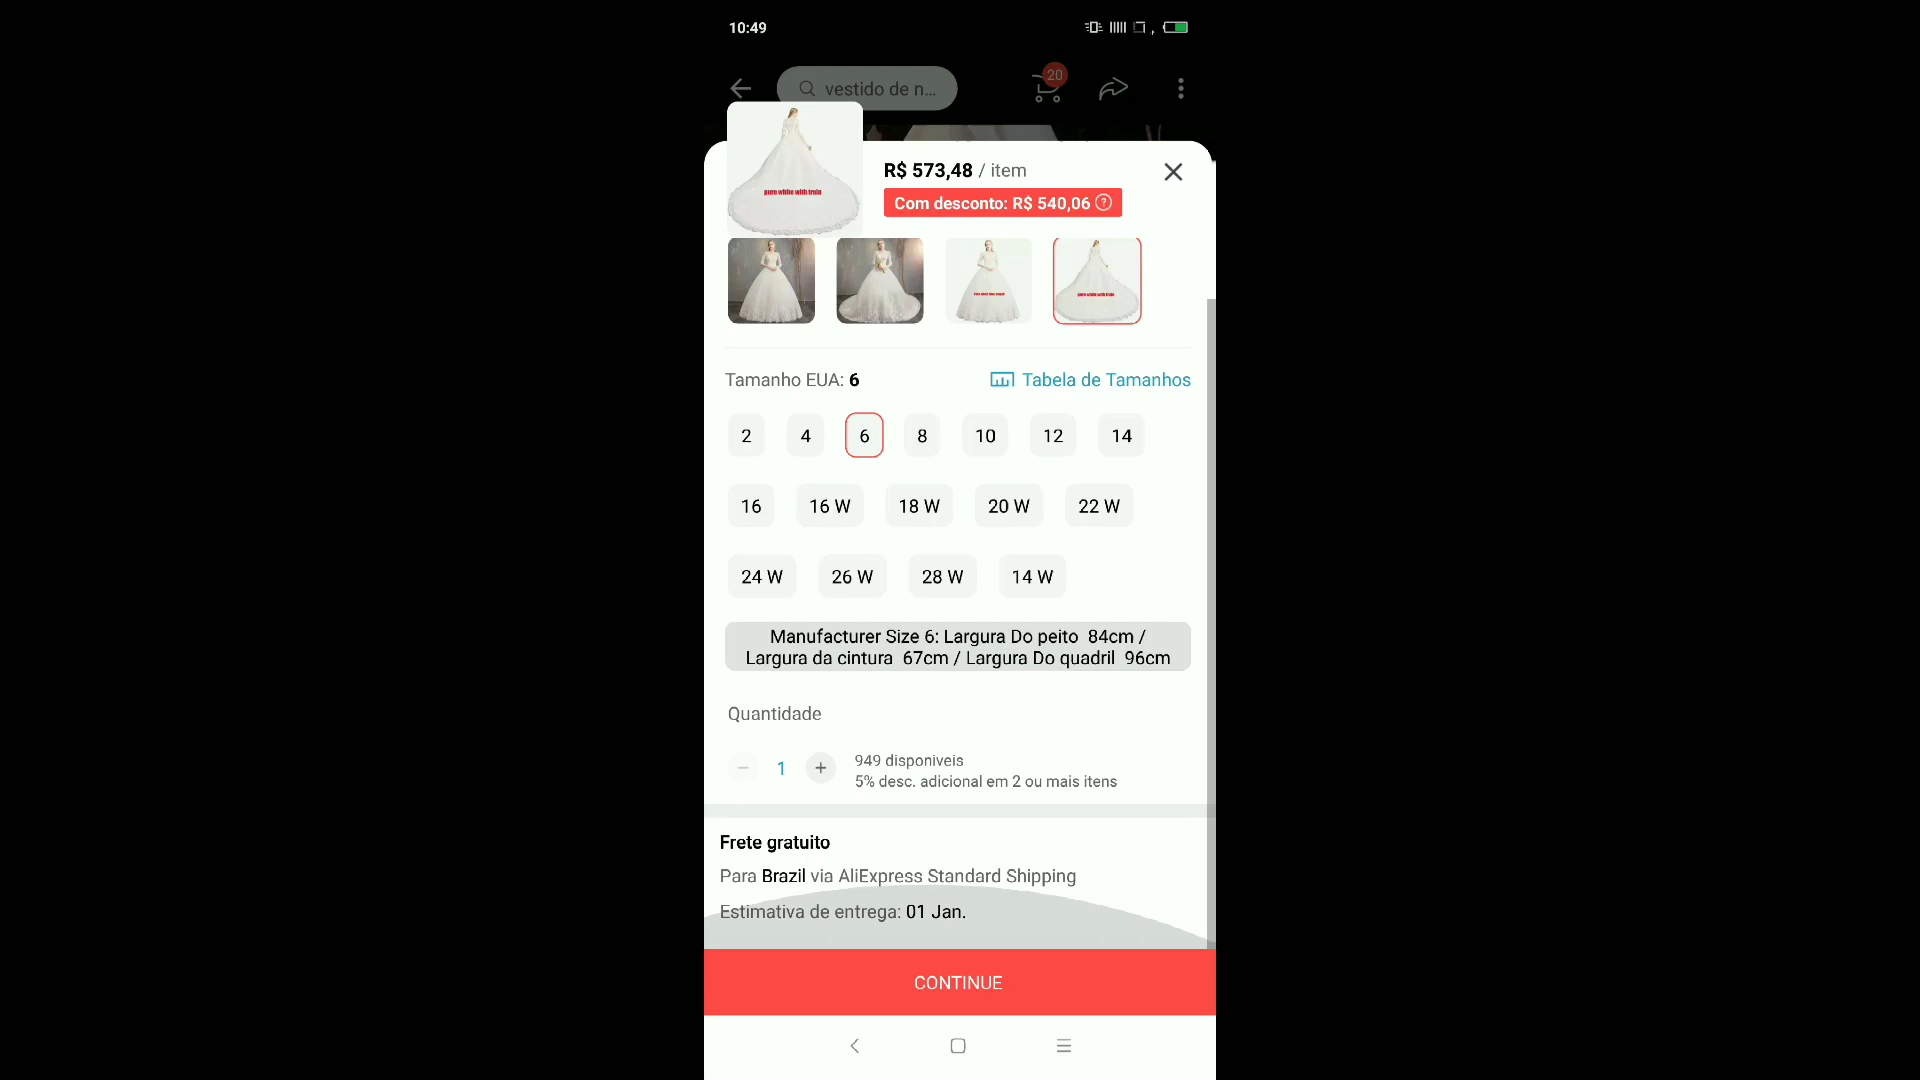 10:49
vestido de n...
20
pure white with train
R$ 573,48 / item
Com desconto: R$ 540,06
pure white with train
Tamanho EUA: 6
Tabela de Tamanhos
2 4 6 8 10 12 14
16 16 W 18 W 20 W 22 W
24 W 26 W 28 W 14 W
Manufacturer Size 6: Largura Do peito 84cm /
Largura da cintura 67cm / Largura Do quadril 96cm
Quantidade
1
949 disponiveis
5% desc. adicional em 2 ou mais itens
Frete gratuito
Para Brazil via AliExpress Standard Shipping
Estimativa de entrega: 01 Jan.
CONTINUE